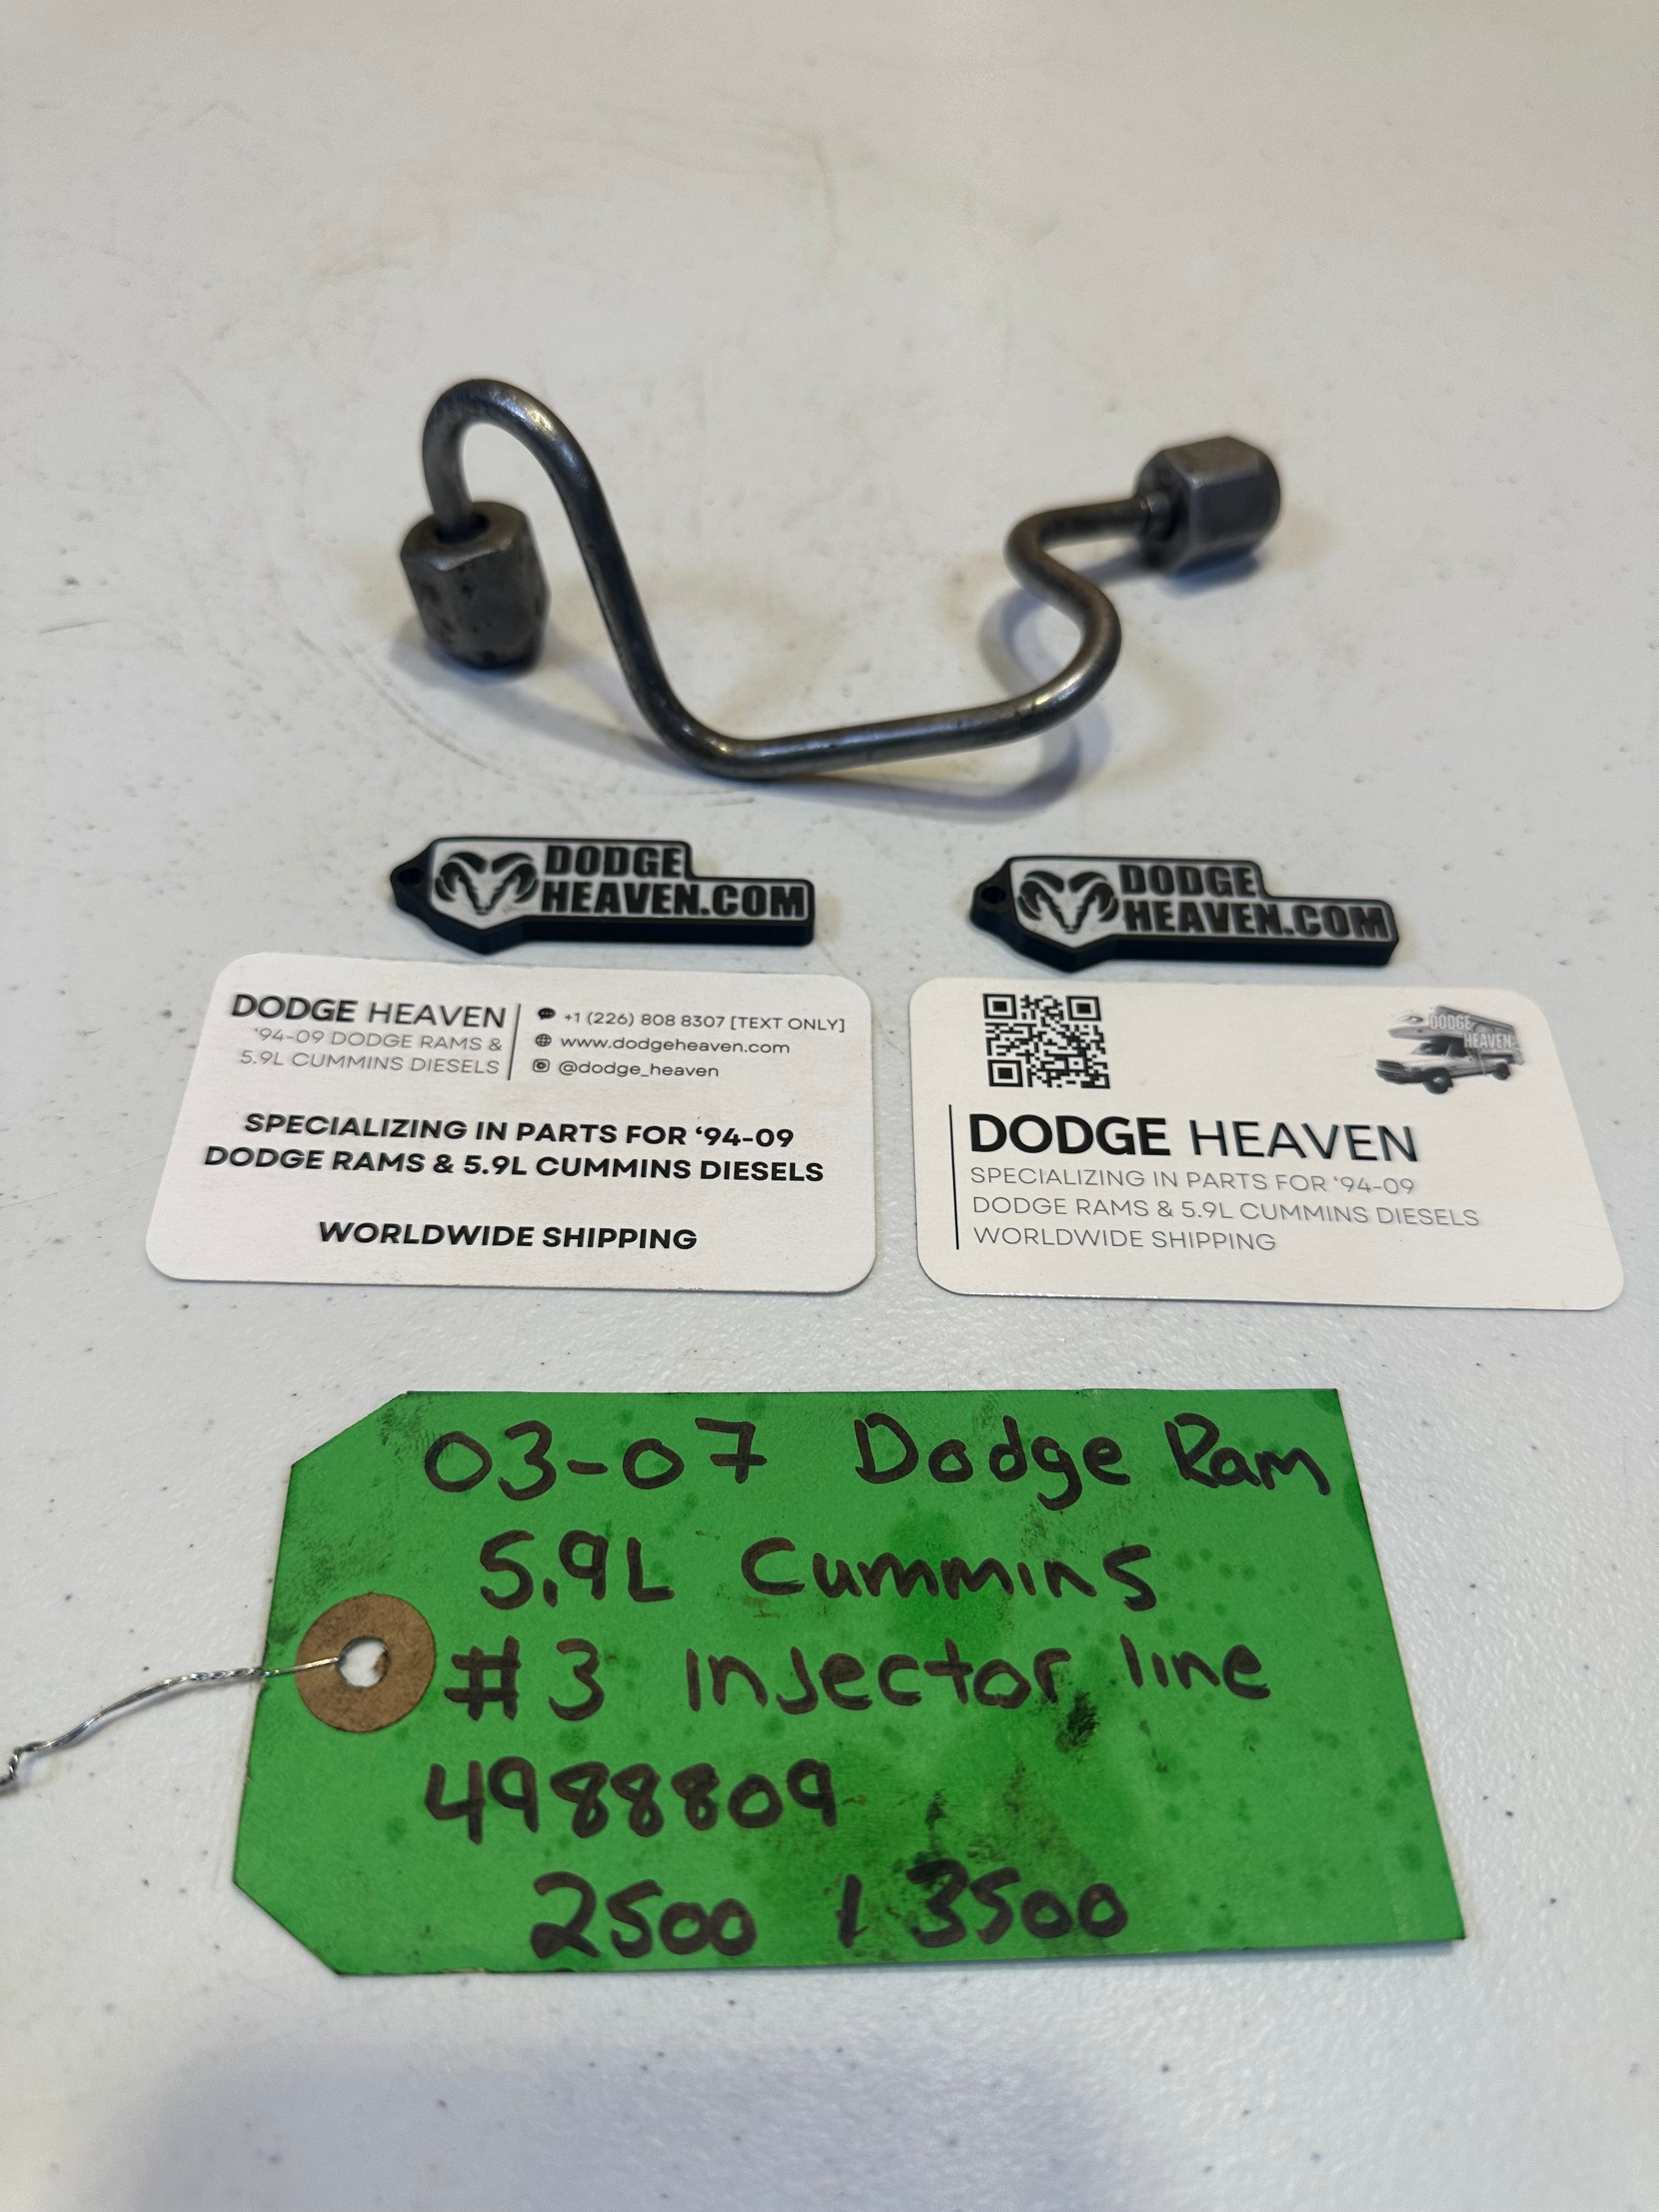 DODGE
HEAVEN.COM
DODGE
HEAVEN.COM
DODGE HEAVEN
'94-09 DODGE RAMS &
5.9L CUMMINS DIESELS
+1 (226) 808 8307 [TEXT ONLY]
www.dodgeheaven.com
@dodge_heaven
SPECIALIZING IN PARTS FOR '94-09
DODGE RAMS & 5.9L CUMMINS DIESELS
WORLDWIDE SHIPPING
DODGE
HEAVEN
DODGE HEAVEN
SPECIALIZING IN PARTS FOR '94-09
DODGE RAMS & 5.9L CUMMINS DIESELS
WORLDWIDE SHIPPING
03-07 Dodge Ram
5.9L Cummins
#3 Injector line
4988809
2500 / 3500